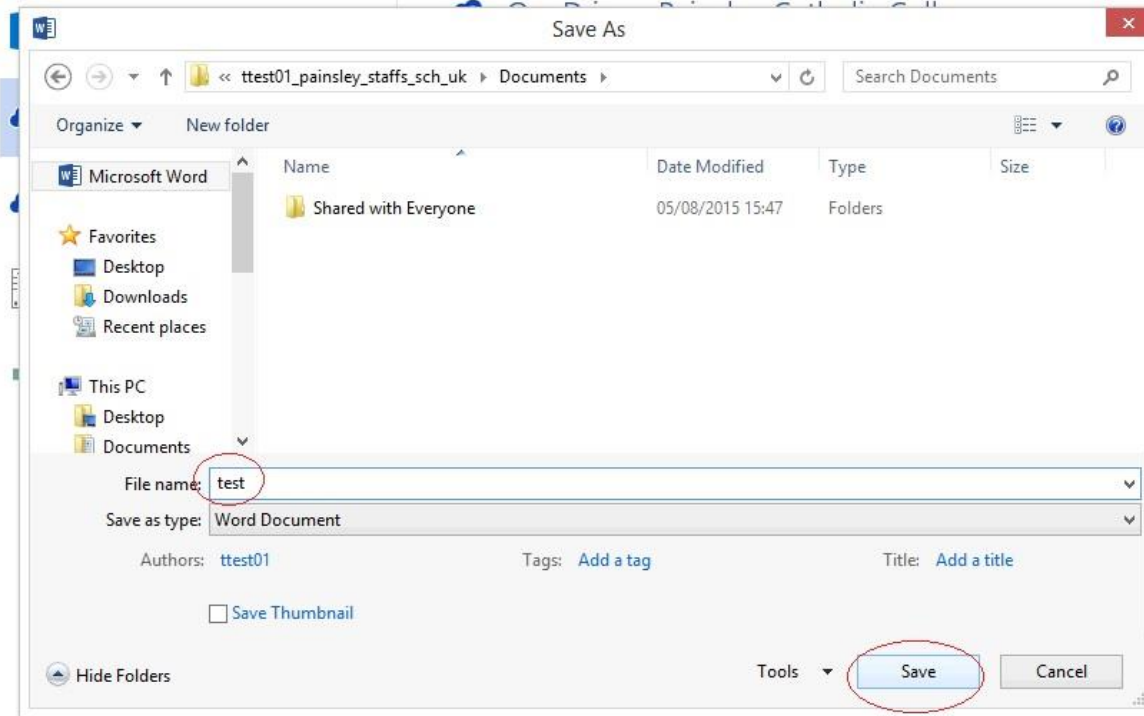 Save As
« ttest01_painsley_staffs_sch_uk Documents
Search Documents
Organize New folder
Microsoft Word
Name Date Modified Type Size
Shared with Everyone 05/08/2015 15:47 Folders
Favorites
Desktop
Downloads
Recent places
This PC
Desktop
Documents
File name: test
Save as type: Word Document
Authors: ttest01 Tags: Add a tag Title: Add a title
Save Thumbnail
Hide Folders Tools Save Cancel